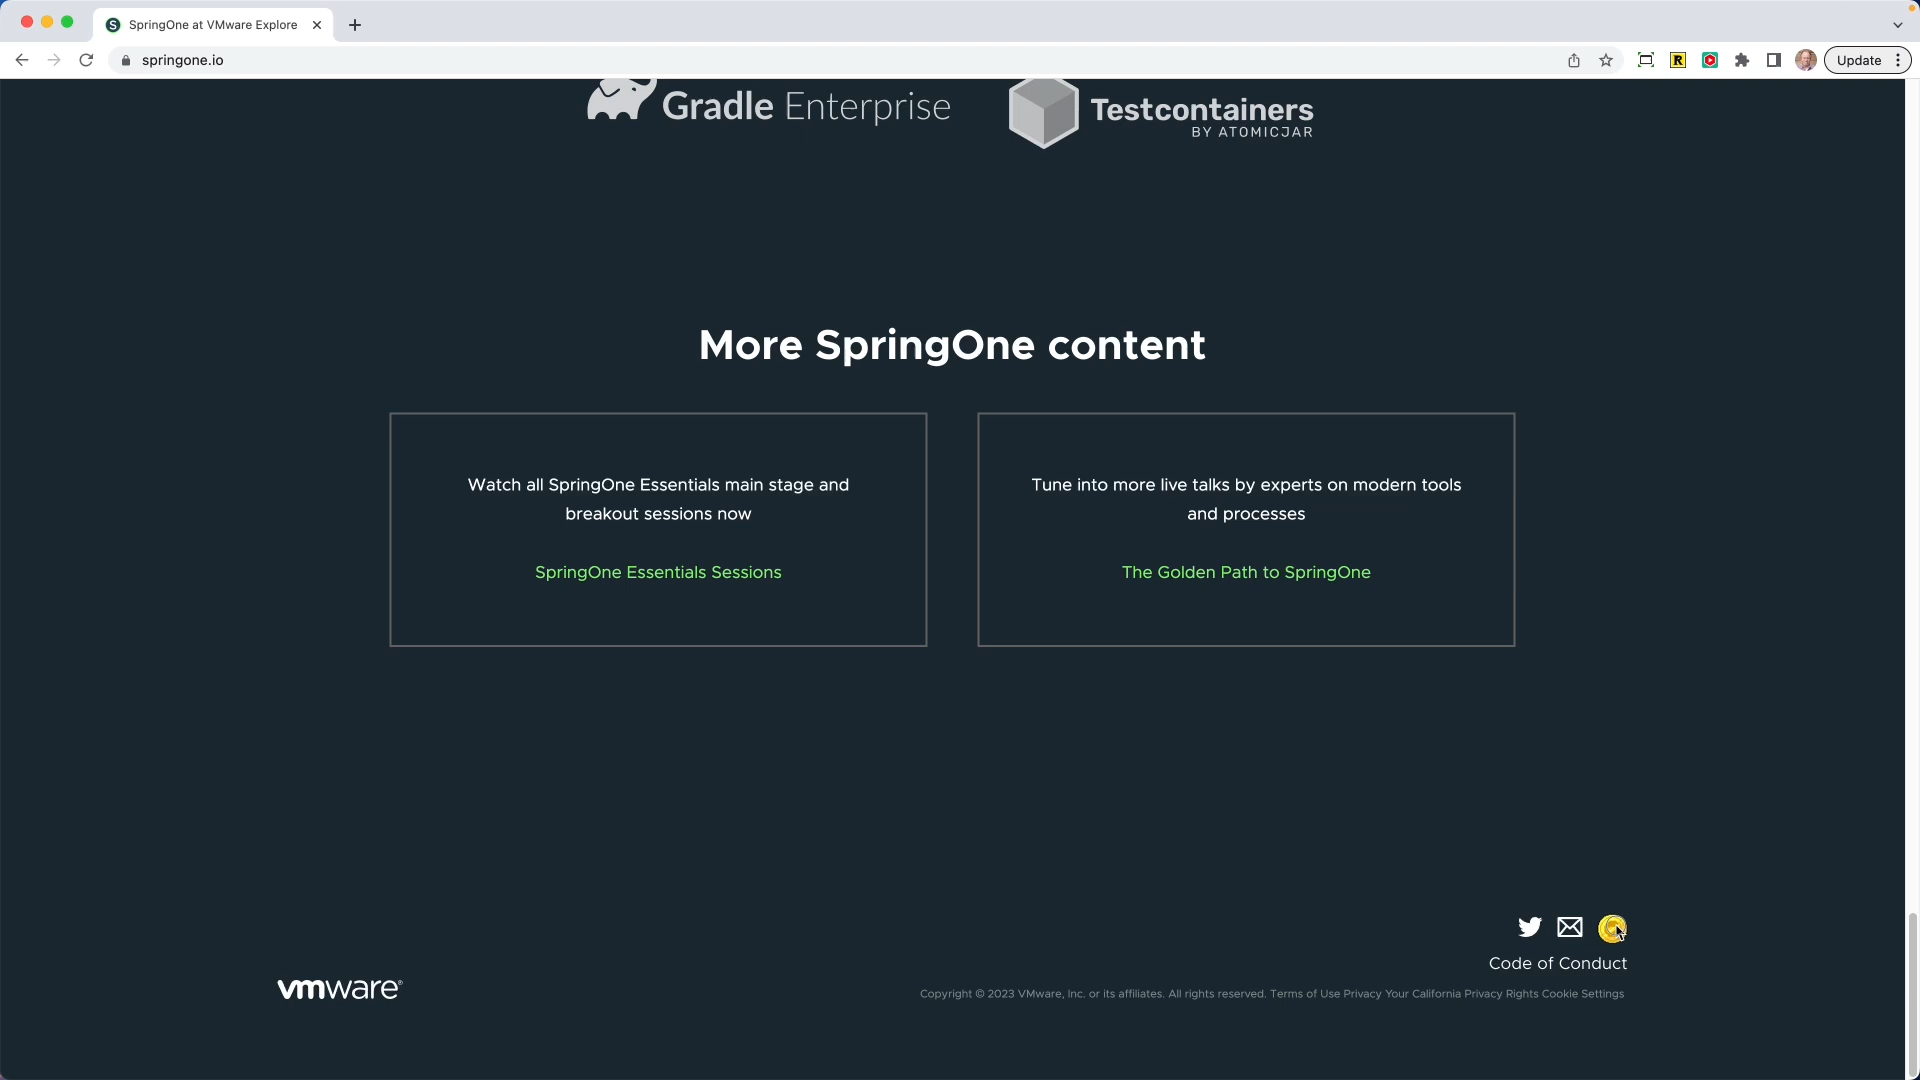 SpringOne at VMware Explore
springone.io
Update
Gradle Enterprise
Testcontainers
BY ATOMICJAR
More SpringOne content
Watch all SpringOne Essentials main stage and
breakout sessions now
SpringOne Essentials Sessions
Tune into more live talks by experts on modern tools
and processes
The Golden Path to SpringOne
Code of Conduct
vmware®
Copyright © 2023 VMware, Inc. or its affiliates. All rights reserved. Terms of Use Privacy Your California Privacy Rights Cookie Settings